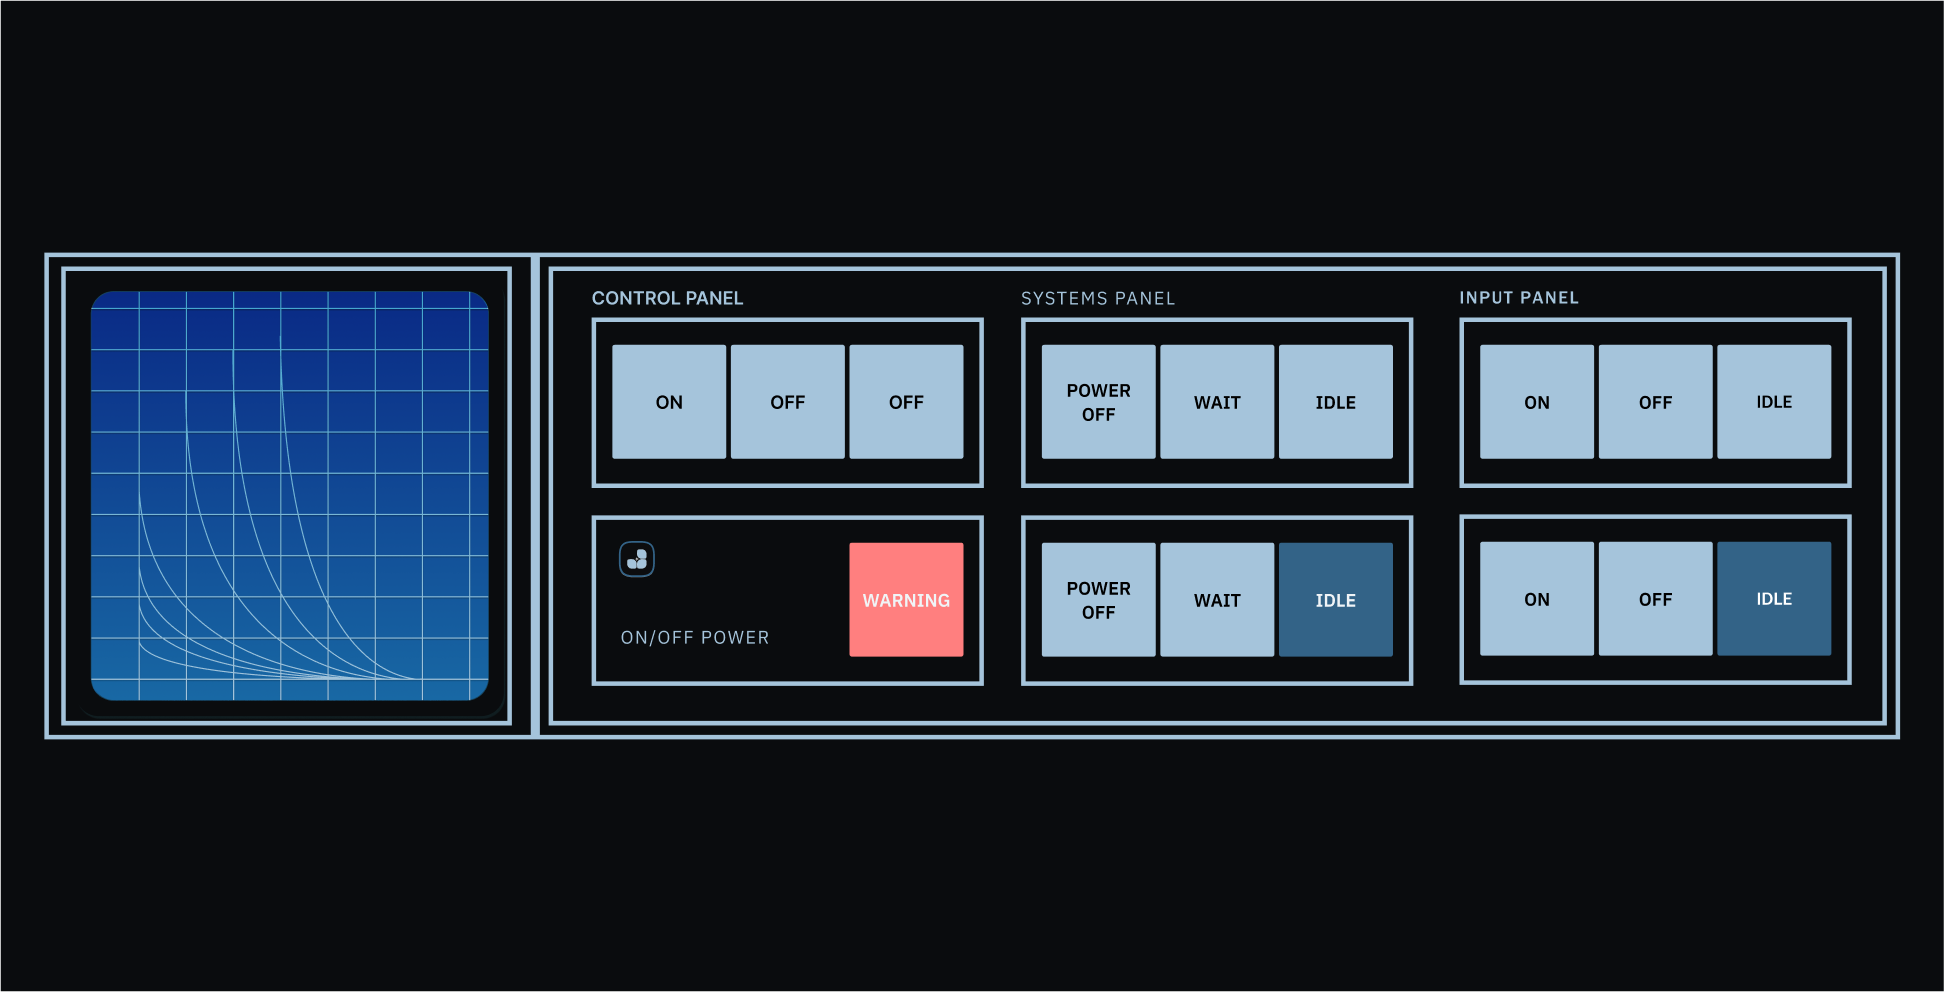 CONTROL PANEL
ON OFF OFF
ON/OFF POWER
WARNING
SYSTEMS PANEL
POWER
OFF
WAIT
IDLE
POWER
OFF
WAIT
IDLE
INPUT PANEL
ON OFF IDLE
ON OFF IDLE